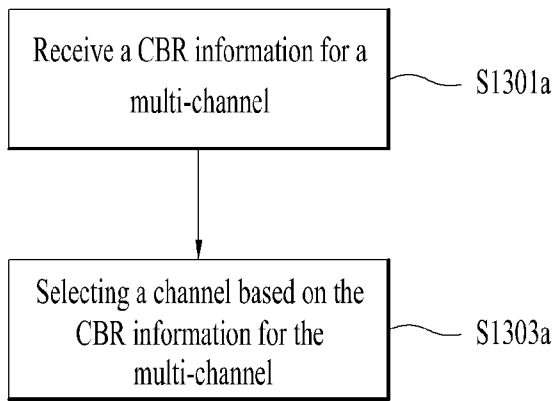 Receive a CBR information for a
multi-channel
S1301a
Selecting a channel based on the
CBR information for the
multi-channel
S1303a